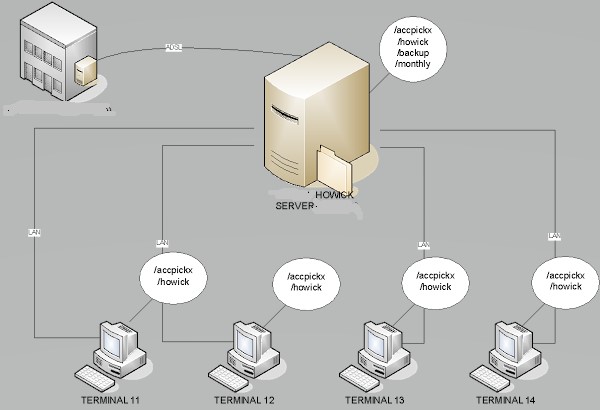 /accpickx
/howick
/backup
/monthly
ADSL
HOWICK
SERVER
LAN
LAN
LAN
LAN
/accpickx
/howick
/accpickx
/howick
/accpickx
/howick
/accpickx
/howick
TERMINAL 11
TERMINAL 12
TERMINAL 13
TERMINAL 14